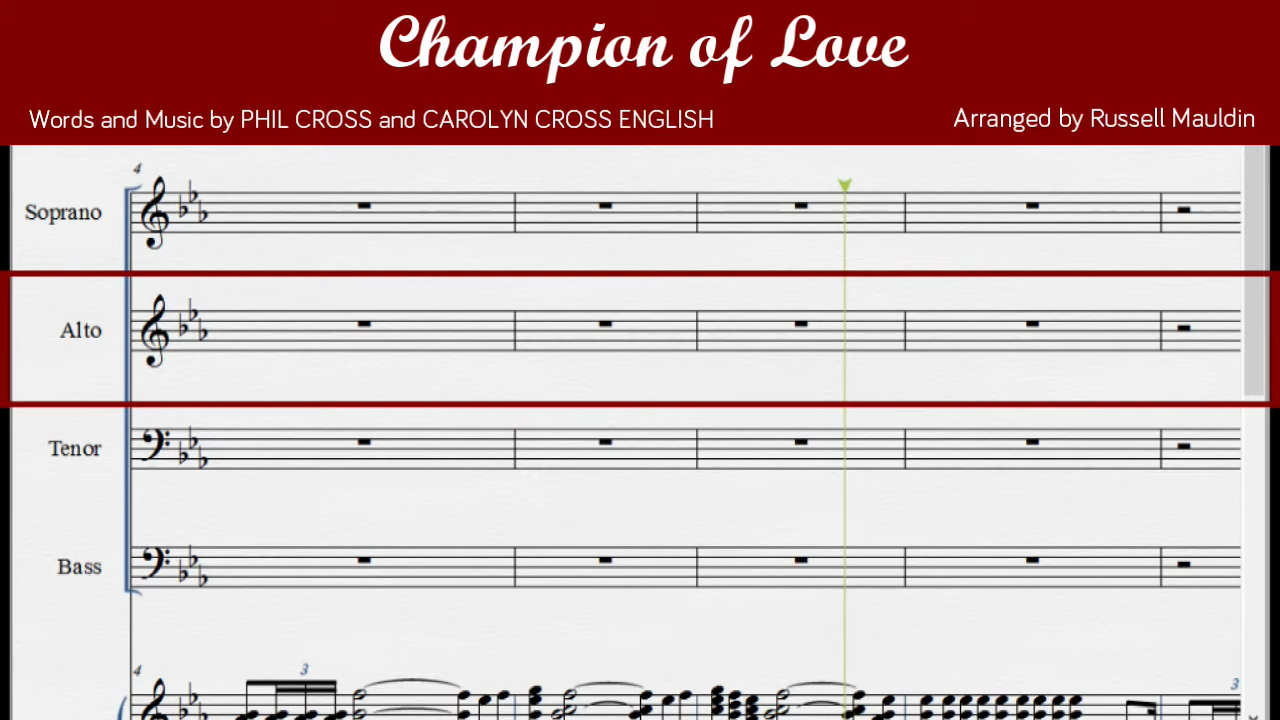 Champion of Love
Words and Music by PHIL CROSS and CAROLYN CROSS ENGLISH
Arranged by Russell Mauldin
4
Soprano
Alto
Tenor
Bass
4
3
3